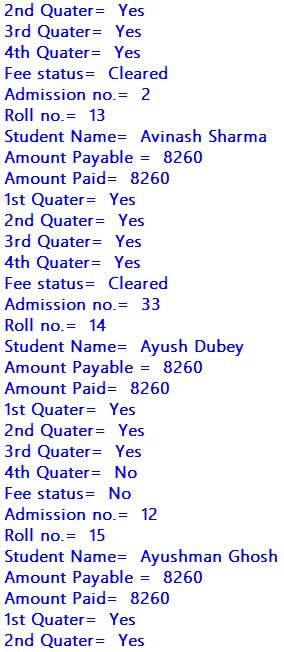 2nd Quater= Yes
3rd Quater= Yes
4th Quater= Yes
Fee status= Cleared
Admission no.= 2
Roll no.= 13
Student Name= Avinash Sharma
Amount Payable = 8260
Amount Paid= 8260
1st Quater= Yes
2nd Quater= Yes
3rd Quater= Yes
4th Quater= Yes
Fee status= Cleared
Admission no.= 33
Roll no.= 14
Student Name= Ayush Dubey
Amount Payable = 8260
Amount Paid= 8260
1st Quater= Yes
2nd Quater= Yes
3rd Quater= Yes
4th Quater= No
Fee status= No
Admission no.= 12
Roll no.= 15
Student Name= Ayushman Ghosh
Amount Payable = 8260
Amount Paid= 8260
1st Quater= Yes
2nd Quater= Yes